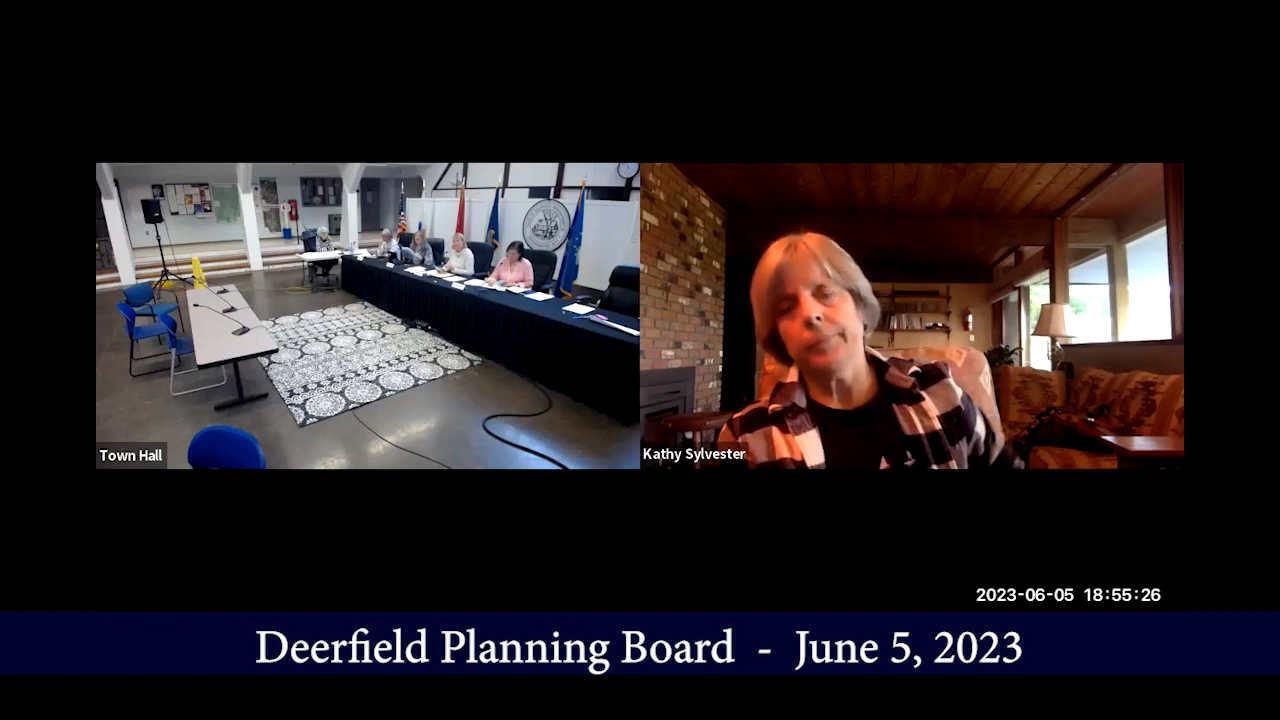 Town Hall
Kathy Sylvester
2023-06-05 18:55:26
Deerfield Planning Board - June 5, 2023